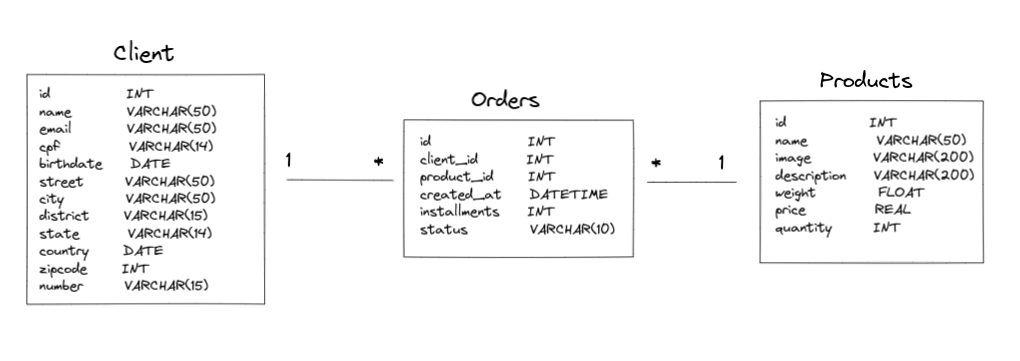 Client
id INT
name VARCHAR(50)
email VARCHAR(50)
cpf VARCHAR(14)
birthdate DATE
street VARCHAR(50)
city VARCHAR(50)
district VARCHAR(15)
state VARCHAR(14)
country DATE
zipcode INT
number VARCHAR(15)
1 *
Orders
id INT
client_id INT
product_id INT
created_at DATETIME
installments INT
status VARCHAR(10)
* 1
Products
id INT
name VARCHAR(50)
image VARCHAR(200)
description VARCHAR(200)
weight FLOAT
price REAL
quantity INT